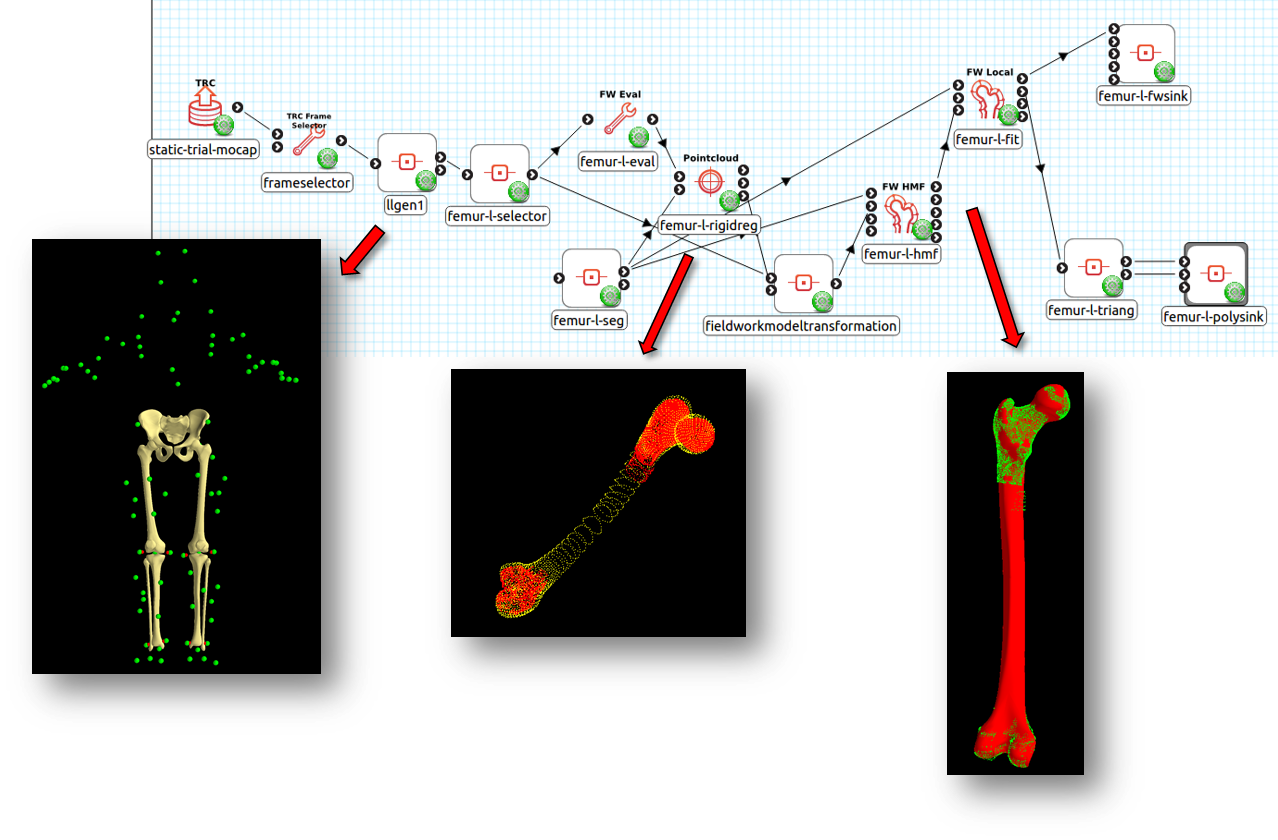 TRC
static-trial-mocap
TRC Frame
Selector
frameselector
llgen1
femur-l-selector
FW Eval
femur-l-eval
Pointcloud
femur-l-rigidreg
femur-l-seg
fieldworkmodeltransformation
FW HMF
femur-l-hmf
FW Local
femur-l-fit
femur-l-fwsink
femur-l-triang
femur-l-polysink